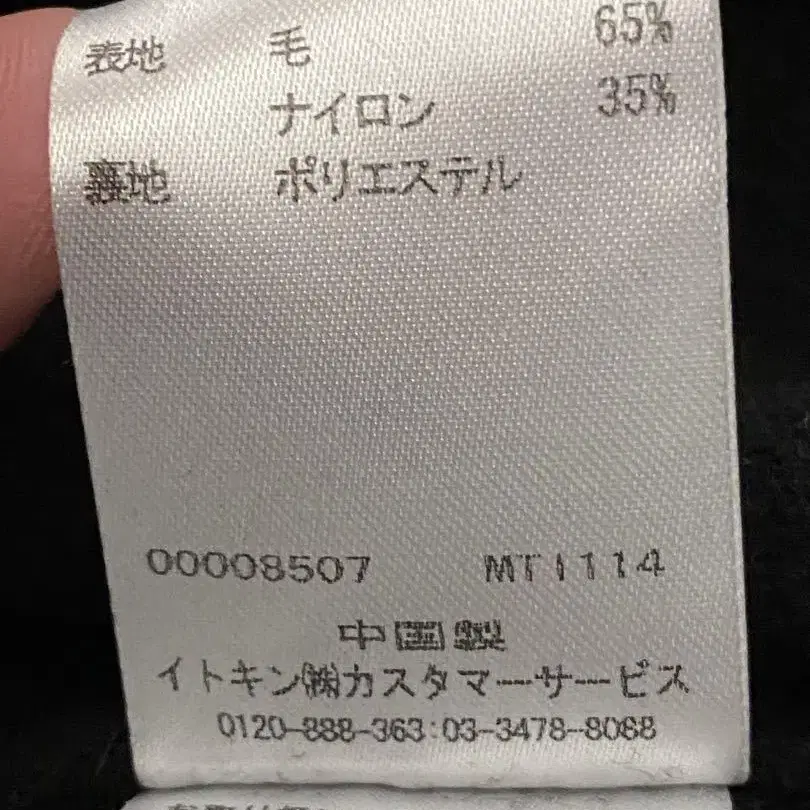 表地 毛 65%
ナイロン 35%
裏地 ポリエステル
00008507 MT1114
中国製
イトキン㈱カスタマーサービス
0120-888-363:03-3478-8088